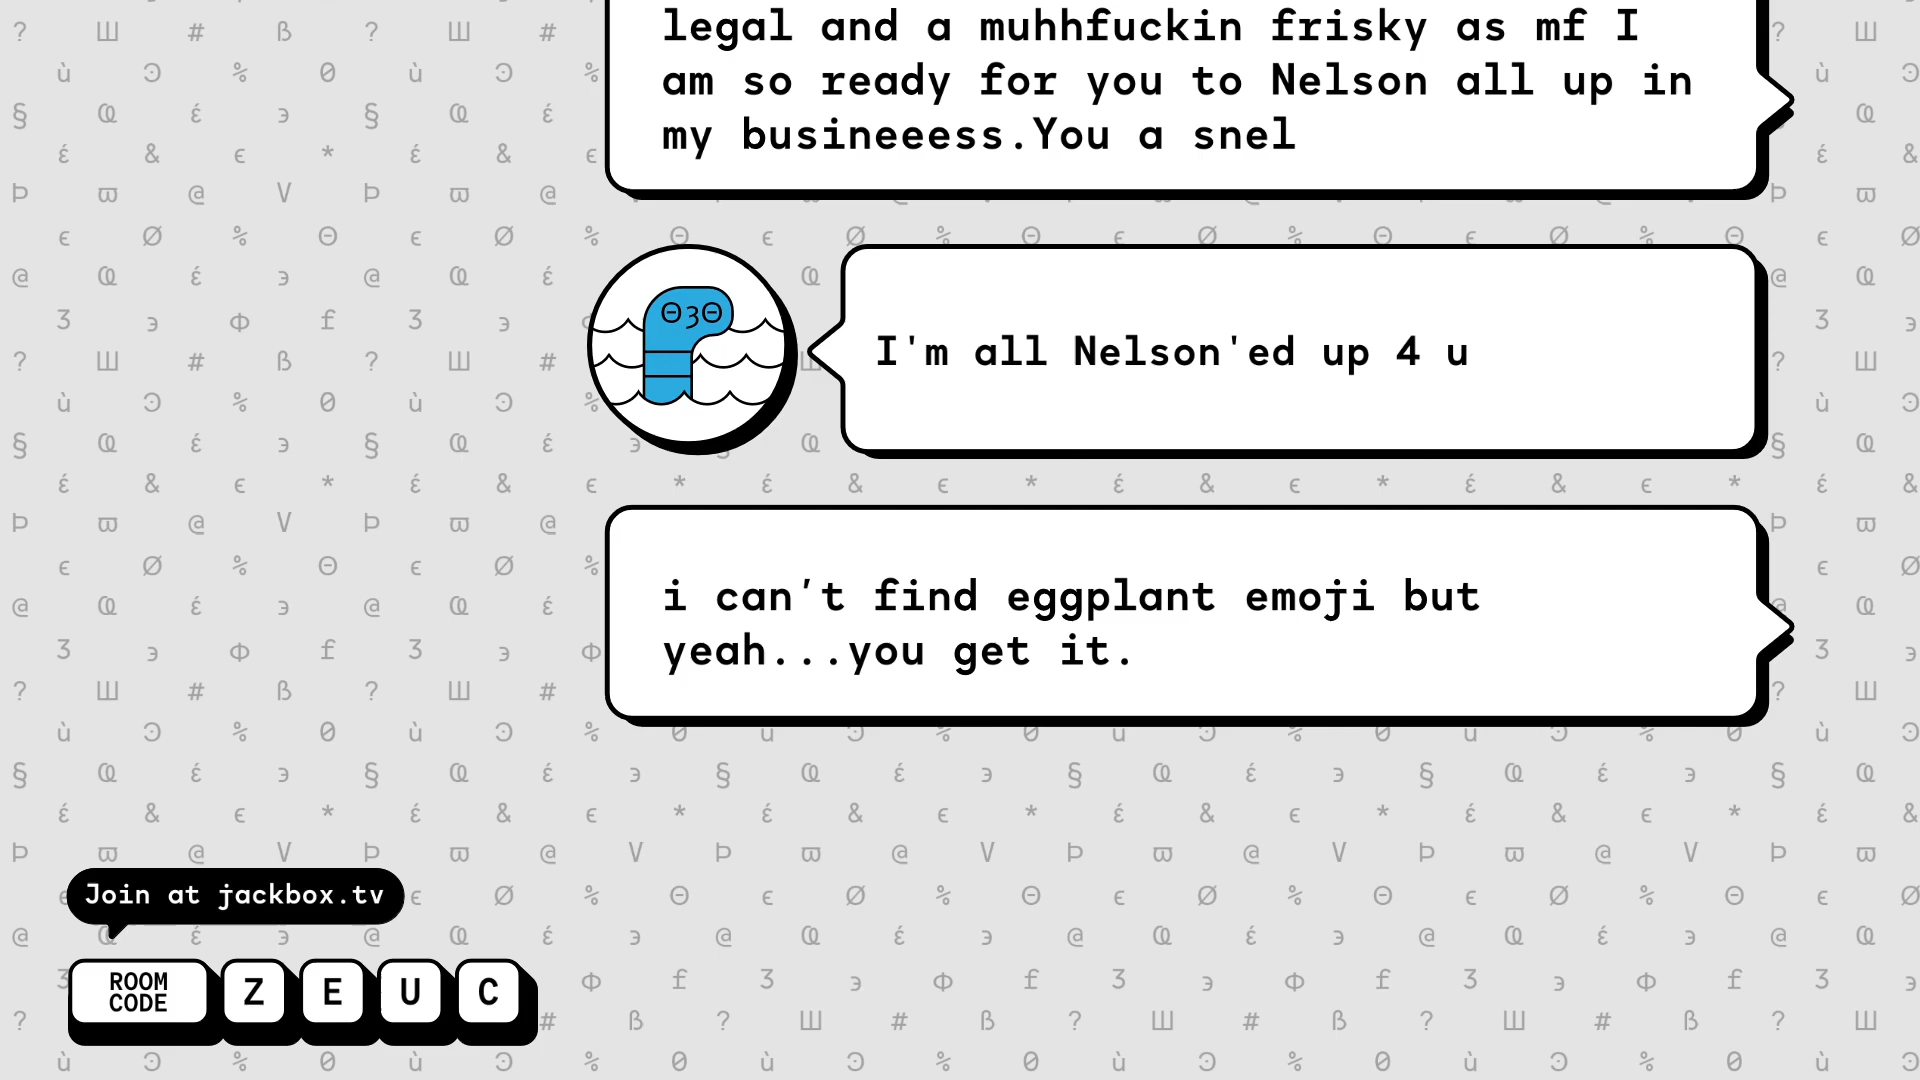 legal and a muhhfuckin frisky as mf I
am so ready for you to Nelson all up in
my busineeess.You a snel
I'm all Nelson'ed up 4 u
i can't find eggplant emoji but
yeah...you get it.
Join at jackbox.tv
ROOM
CODE
Z E U C